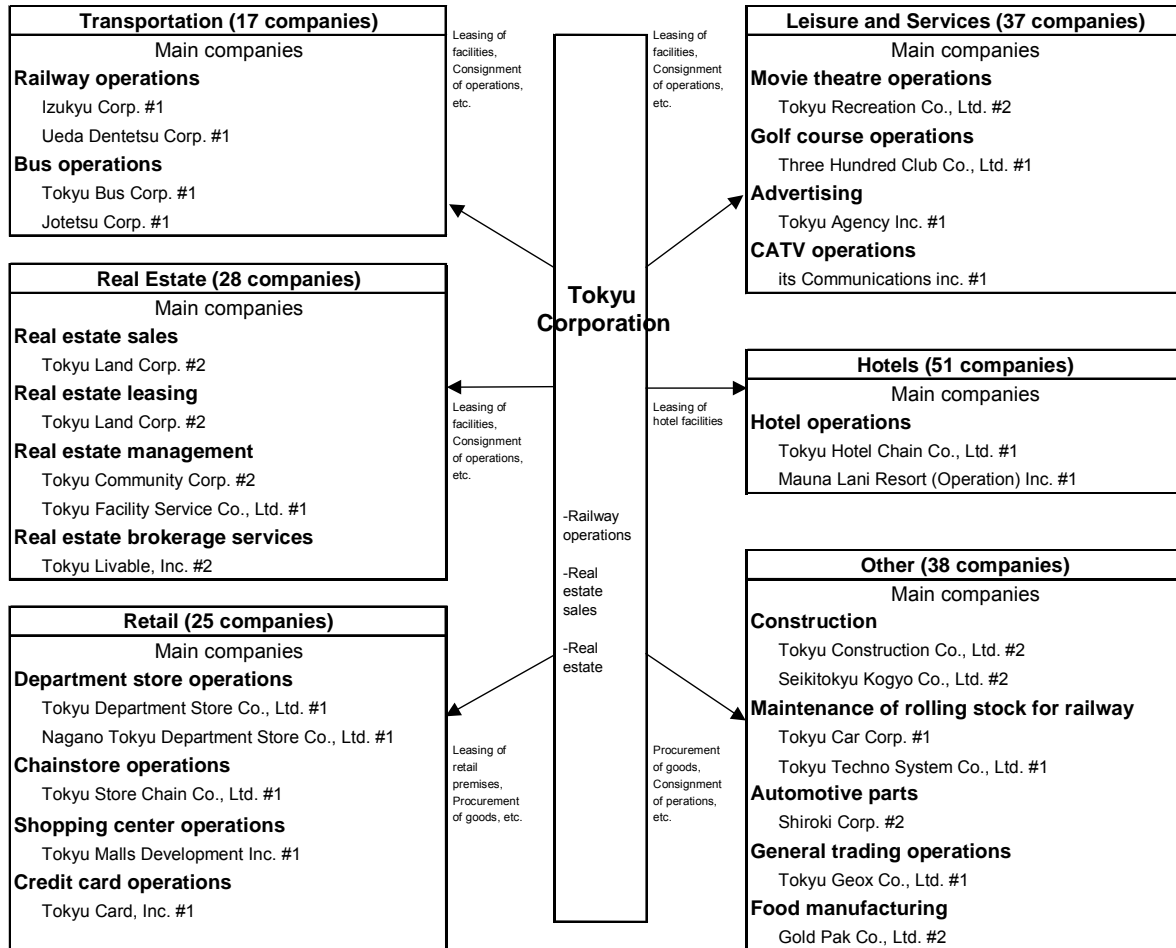 Transportation (17 companies)
Main companies
Railway operations
Izukyu Corp. #1
Ueda Dentetsu Corp. #1
Bus operations
Tokyu Bus Corp. #1
Jotetsu Corp. #1
Leasing of
facilities,
Consignment
of operations,
etc.
Real Estate (28 companies)
Main companies
Real estate sales
Tokyu Land Corp. #2
Real estate leasing
Tokyu Land Corp. #2
Real estate management
Tokyu Community Corp. #2
Tokyu Facility Service Co., Ltd. #1
Real estate brokerage services
Tokyu Livable, Inc. #2
Leasing of
facilities,
Consignment
of operations,
etc.
Retail (25 companies)
Main companies
Department store operations
Tokyu Department Store Co., Ltd. #1
Nagano Tokyu Department Store Co., Ltd. #1
Chainstore operations
Tokyu Store Chain Co., Ltd. #1
Shopping center operations
Tokyu Malls Development Inc. #1
Credit card operations
Tokyu Card, Inc. #1
Leasing of
retail
premises,
Procurement
of goods, etc.
Tokyu
Corporation
-Railway
operations
-Real
estate
sales
-Real
estate
Leasing of
facilities,
Consignment
of operations,
etc.
Leisure and Services (37 companies)
Main companies
Movie theatre operations
Tokyu Recreation Co., Ltd. #2
Golf course operations
Three Hundred Club Co., Ltd. #1
Advertising
Tokyu Agency Inc. #1
CATV operations
its Communications inc. #1
Leasing of
hotel facilities
Hotels (51 companies)
Main companies
Hotel operations
Tokyu Hotel Chain Co., Ltd. #1
Mauna Lani Resort (Operation) Inc. #1
Procurement
of goods,
Consignment
of perations,
etc.
Other (38 companies)
Main companies
Construction
Tokyu Construction Co., Ltd. #2
Seikitokyu Kogyo Co., Ltd. #2
Maintenance of rolling stock for railway
Tokyu Car Corp. #1
Tokyu Techno System Co., Ltd. #1
Automotive parts
Shiroki Corp. #2
General trading operations
Tokyu Geox Co., Ltd. #1
Food manufacturing
Gold Pak Co., Ltd. #2